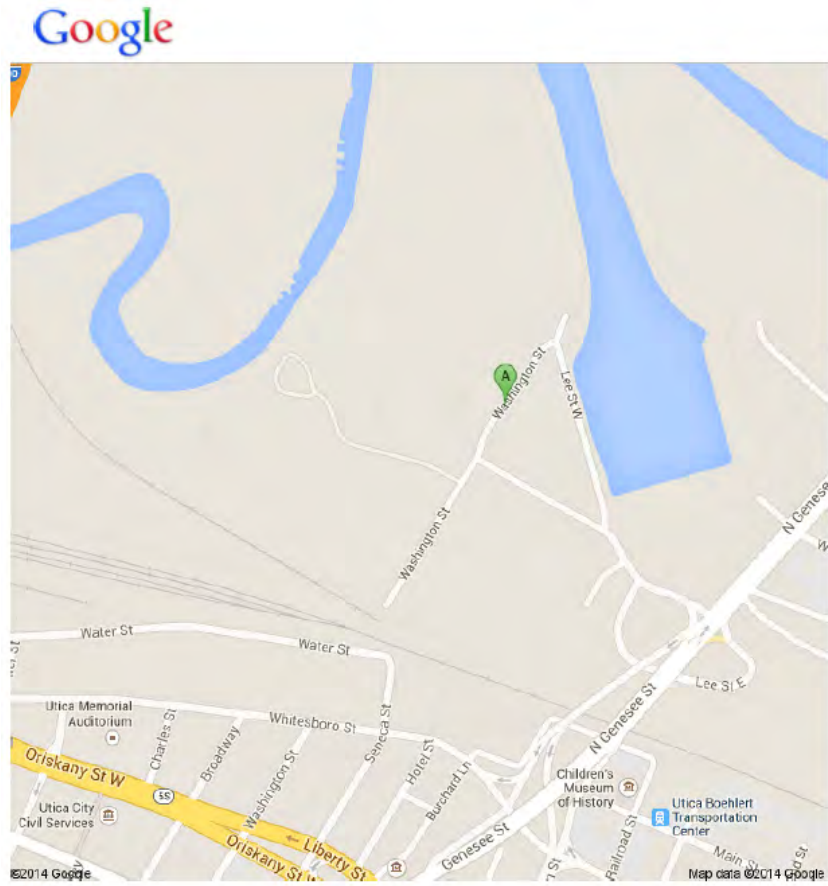 Google
A
Washington St
Lee St W
N Genesee
Washington St
Water St
Water St
Lee St E
Utica Memorial
Auditorium
Charles St
Broadway
Whitesboro St
Washington St
Seneca St
Hotel St
Burchard Ln
N Genesee St
Oriskany St W
5S
Children's
Museum
of History
Utica City
Civil Services
Utica Boehlert
Transportation
Center
Liberty St
Oriskany St W
Genesee St
Railroad St
Main St
©2014 Google
Map data ©2014 Google